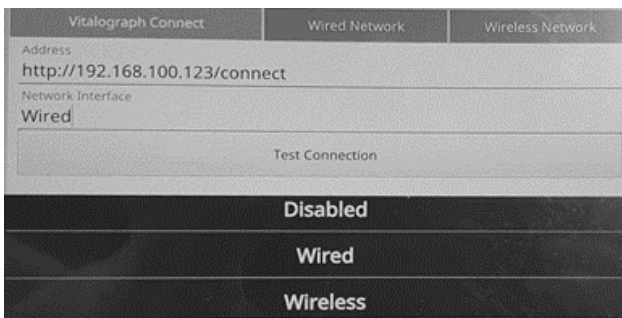 Vitalograph Connect Wired Network Wireless Network
Address
http://192.168.100.123/connect
Network Interface
Wired
Test Connection
Disabled
Wired
Wireless